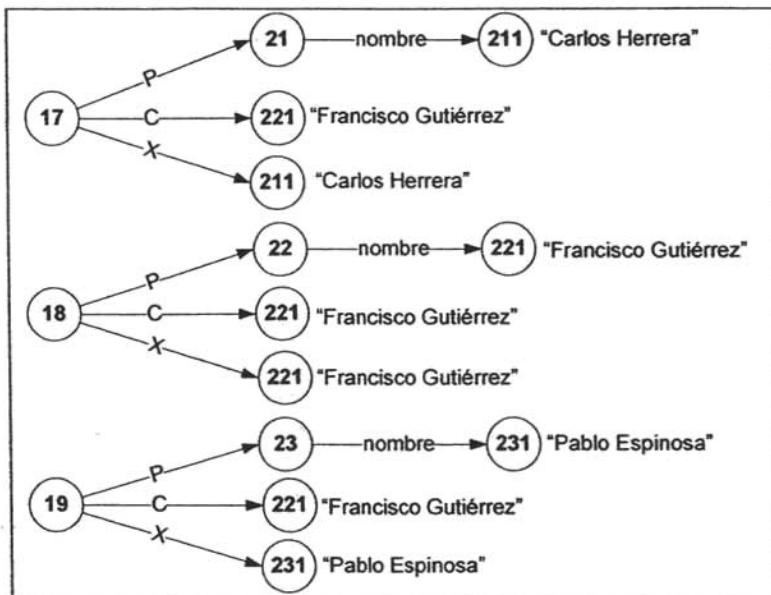 21 nombre 211 "Carlos Herrera"
P
17 C 221 "Francisco Gutiérrez"
X
211 "Carlos Herrera"
22 nombre 221 "Francisco Gutiérrez"
P
18 C 221 "Francisco Gutiérrez"
X
221 "Francisco Gutiérrez"
23 nombre 231 "Pablo Espinosa"
P
19 C 221 "Francisco Gutiérrez"
X
231 "Pablo Espinosa"